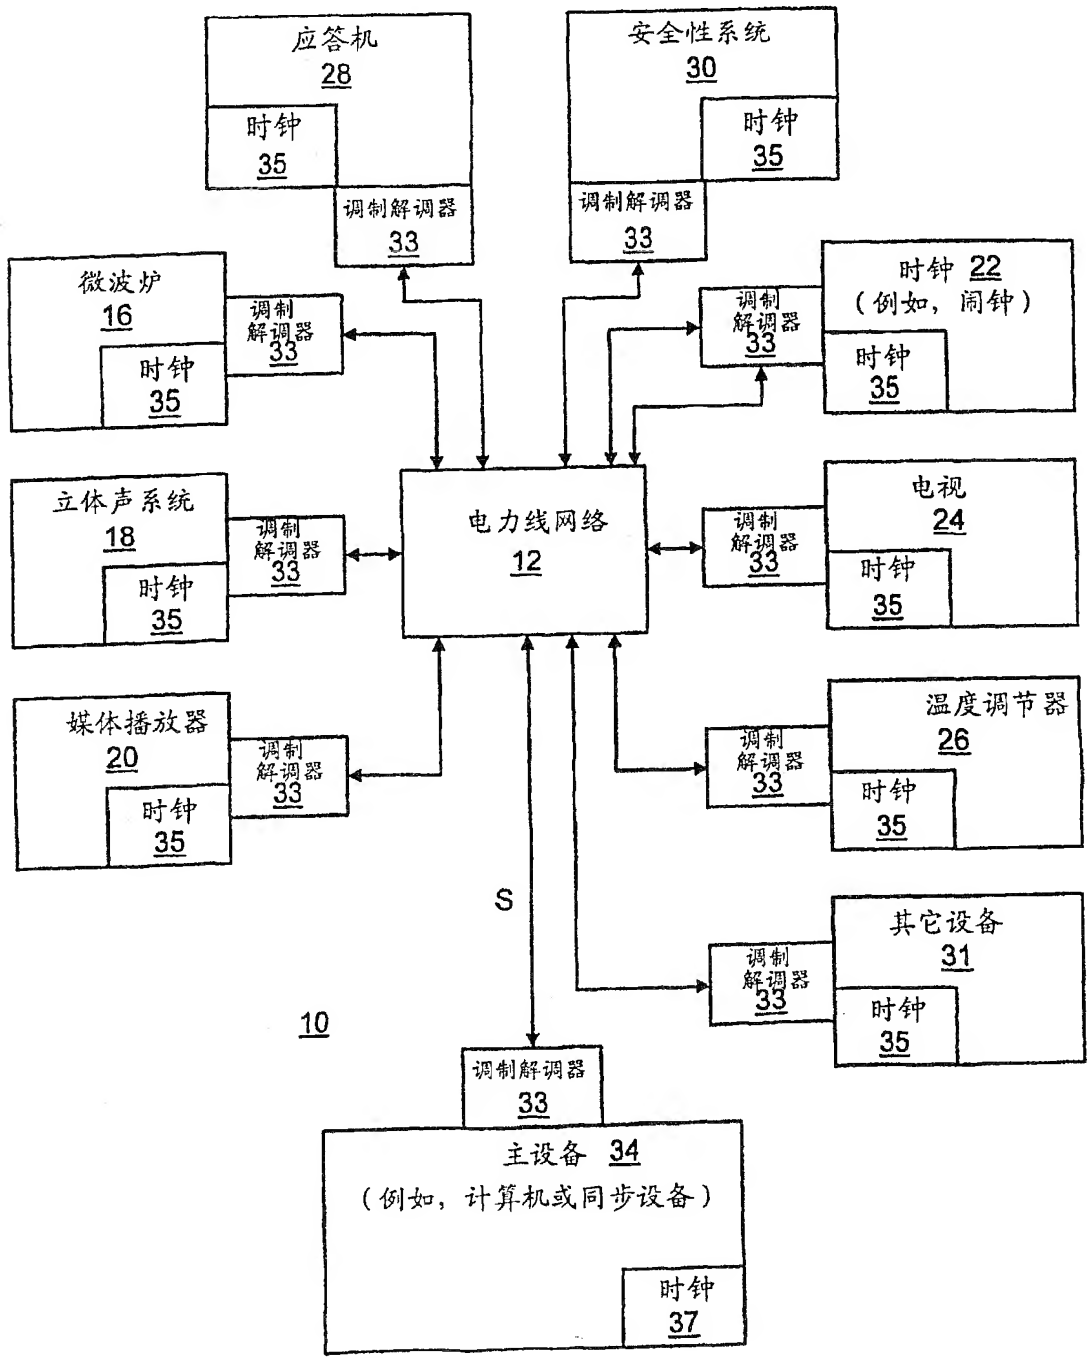 应答机
28
时钟
35
调制解调器
33
安全性系统
30
时钟
35
调制解调器
33
微波炉
16
时钟
35
调制
解调器
33
时钟 22
(例如，闹钟)
时钟
35
调制
解调器
33
立体声系统
18
时钟
35
调制
解调器
33
电力线网络
12
电视
24
时钟
35
调制
解调器
33
媒体播放器
20
时钟
35
调制
解调器
33
温度调节器
26
时钟
35
调制
解调器
33
S
其它设备
31
时钟
35
调制
解调器
33
10
调制解调器
33
主设备 34
(例如，计算机或同步设备)
时钟
37